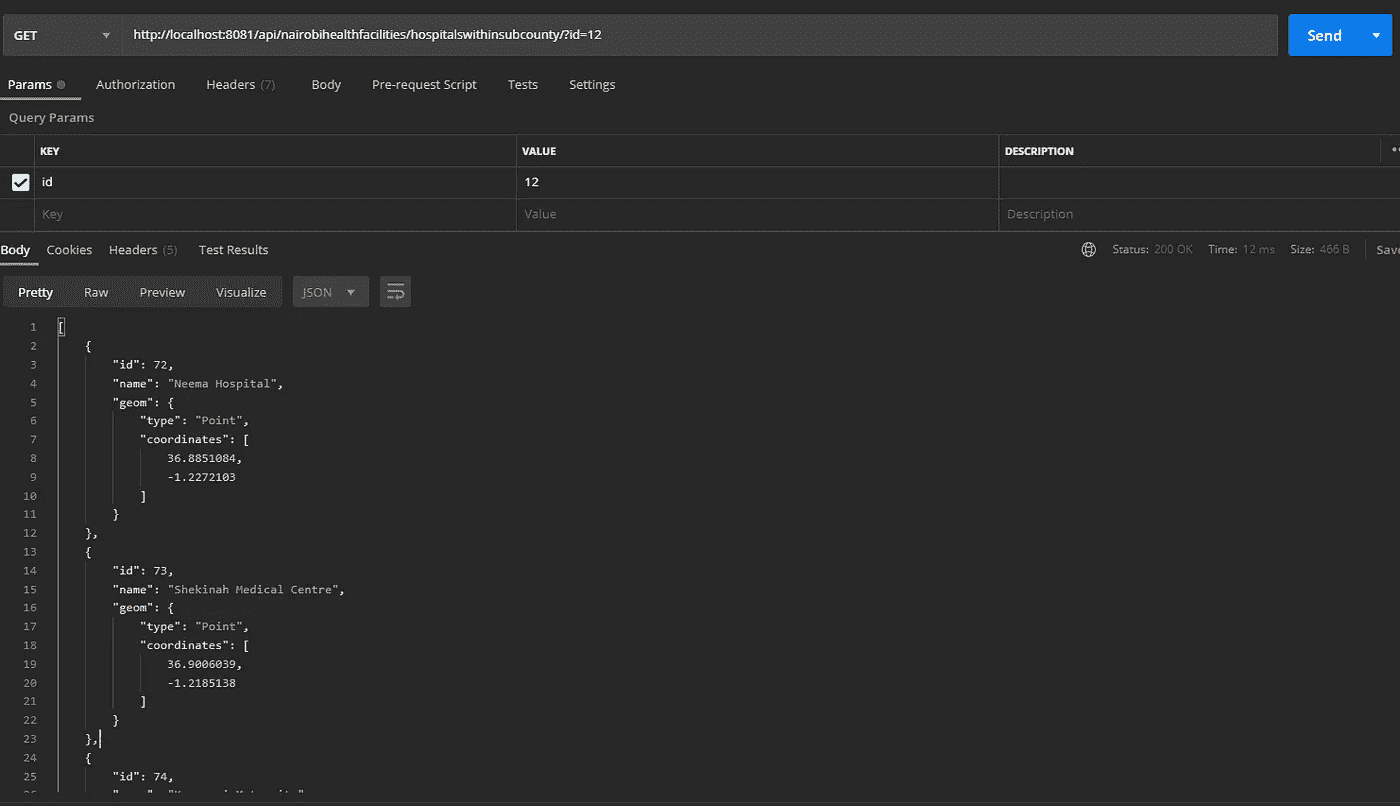 GET http://localhost:8081/api/nairobihealthfacilities/hospitalswithinsubcounty/?id=12 Send
Params Authorization Headers (7) Body Pre-request Script Tests Settings
Query Params
KEY VALUE DESCRIPTION
id 12
Key Value Description
Body Cookies Headers (5) Test Results Status: 200 OK Time: 12 ms Size: 466 B Save
Pretty Raw Preview Visualize JSON
1 [
2 {
3 "id": 72,
4 "name": "Neema Hospital",
5 "geom": {
6 "type": "Point",
7 "coordinates": [
8 36.8851084,
9 -1.2272103
10 ]
11 }
12 },
13 {
14 "id": 73,
15 "name": "Shekinah Medical Centre",
16 "geom": {
17 "type": "Point",
18 "coordinates": [
19 36.9006039,
20 -1.2185138
21 ]
22 }
23 },
24 {
25 "id": 74,